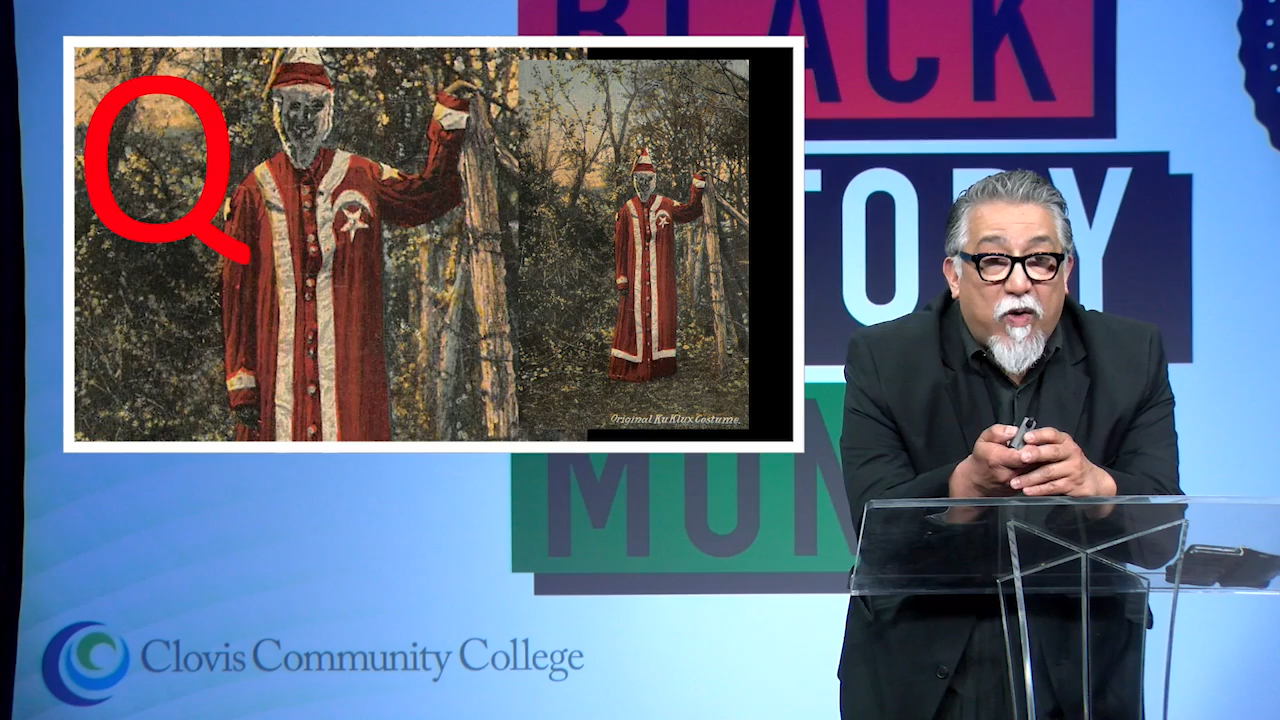 BLACK
Q
TORY
Original Ku Klux Costume.
MON
Clovis Community College